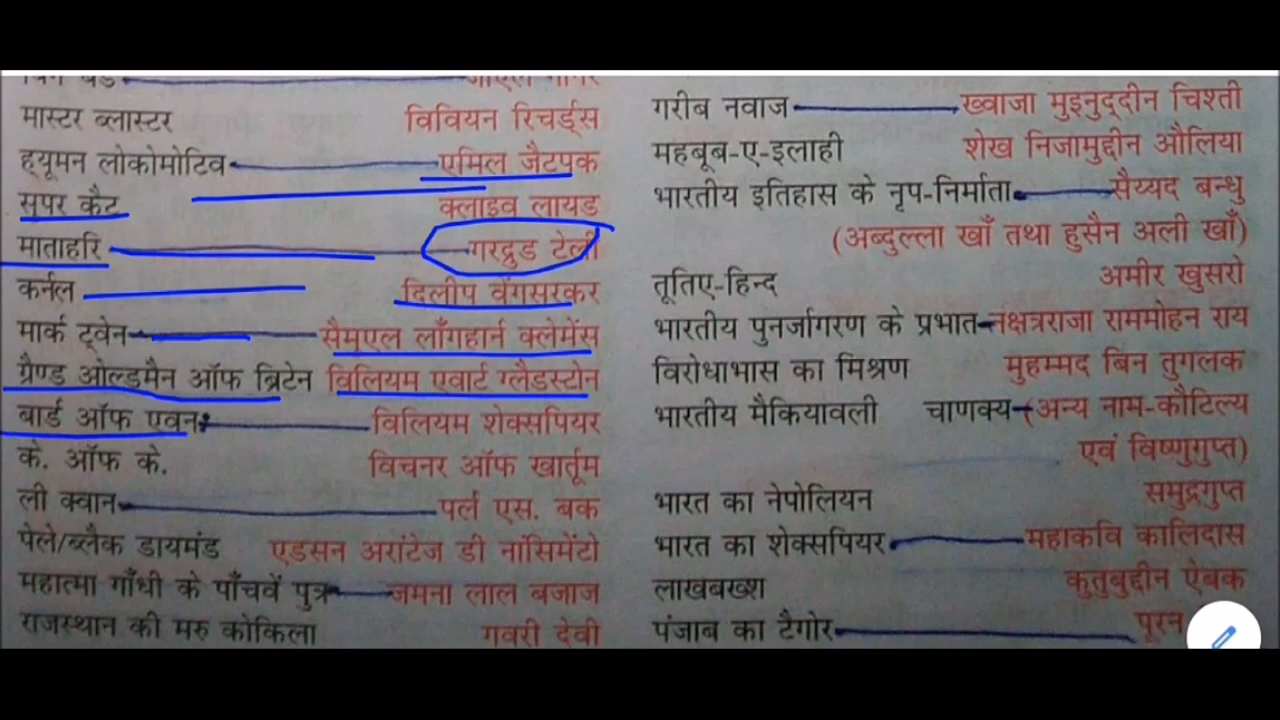 मास्टर ब्लास्टर विवियन रिचर्ड्स
ह्यूमन लोकोमोटिव एमिल जैटपक
सुपर कैट क्लाइव लायड
माताहरि गरद्रुड टेली
कर्नल दिलीप वेंगसरकर
मार्क ट्वेन सैमुएल लाँगहार्न क्लेमेंस
ग्रैण्ड ओल्डमैन ऑफ ब्रिटेन विलियम एवार्ट ग्लैडस्टोन
बार्ड ऑफ एवन विलियम शेक्सपियर
के. ऑफ के. विचनर ऑफ खार्तूम
ली क्वान पर्ल एस. बक
पेले/ब्लैक डायमंड एडसन अरांटेज डी नांसिमेंटो
महात्मा गाँधी के पाँचवें पुत्र जमना लाल बजाज
राजस्थान की मरु कोकिला गवरी देवी
गरीब नवाज ख्वाजा मुइनुद्दीन चिश्ती
महबूब-ए-इलाही शेख निजामुद्दीन औलिया
भारतीय इतिहास के नृप-निर्माता सैय्यद बन्धु
(अब्दुल्ला खाँ तथा हुसैन अली खाँ)
तूतिए-हिन्द अमीर खुसरो
भारतीय पुनर्जागरण के प्रभात-नक्षत्रराजा राममोहन राय
विरोधाभास का मिश्रण मुहम्मद बिन तुगलक
भारतीय मैकियावली चाणक्य (अन्य नाम-कौटिल्य
एवं विष्णुगुप्त)
भारत का नेपोलियन समुद्रगुप्त
भारत का शेक्सपियर महाकवि कालिदास
लाखबख्श कुतुबुद्दीन ऐबक
पंजाब का टैगोर पूरन